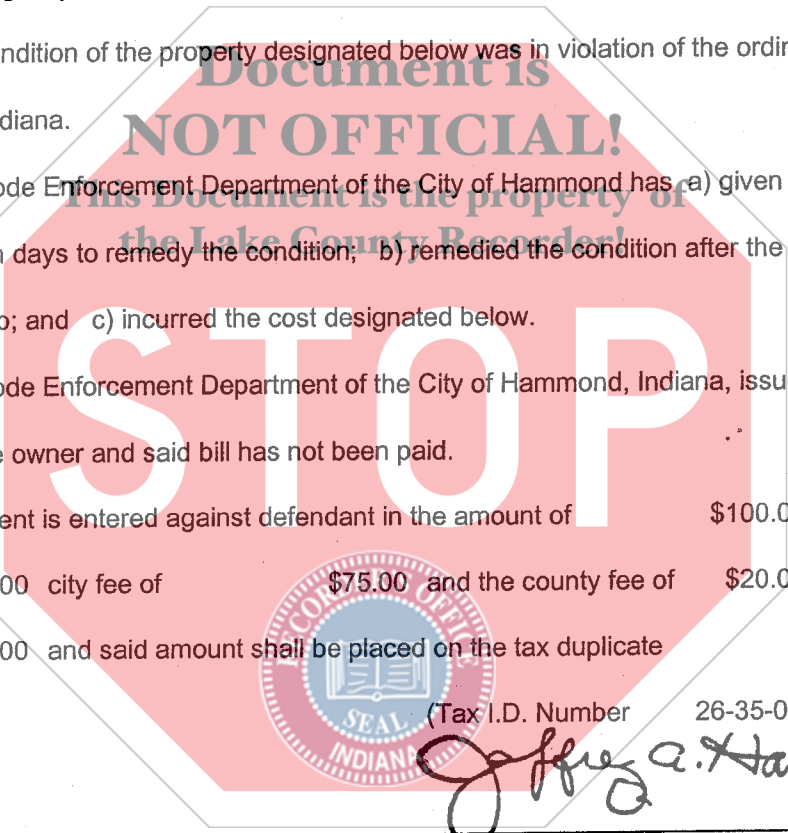 ndition of the property designated below was in violation of the ordin
Document is
diana.
NOT OFFICIAL!
ode Enforcement Department of the City of Hammond has a) given
This Document is the property of
n days to remedy the condition; b) remedied the condition after the
the Lake County Recorder!
o; and c) incurred the cost designated below.
ode Enforcement Department of the City of Hammond, Indiana, issu
STOP
e owner and said bill has not been paid.
ent is entered against defendant in the amount of $100.0
00 city fee of $75.00 and the county fee of $20.0
RECORDER'S OFFICE
00 and said amount shall be placed on the tax duplicate
(Tax I.D. Number 26-35-0
SEAL
INDIANA
Jeffrey A. Ha